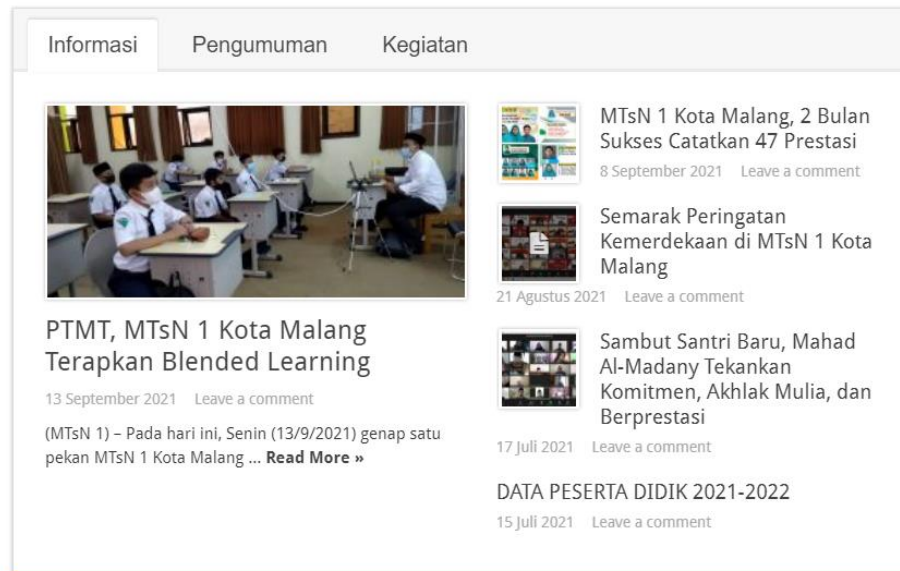 Informasi
Pengumuman
Kegiatan
PTMT, MTsN 1 Kota Malang
Terapkan Blended Learning
13 September 2021 Leave a comment
(MTsN 1) – Pada hari ini, Senin (13/9/2021) genap satu
pekan MTsN 1 Kota Malang ... Read More »
MTsN 1 Kota Malang, 2 Bulan
Sukses Catatkan 47 Prestasi
8 September 2021 Leave a comment
Semarak Peringatan
Kemerdekaan di MTsN 1 Kota
Malang
21 Agustus 2021 Leave a comment
Sambut Santri Baru, Mahad
Al-Madany Tekankan
Komitmen, Akhlak Mulia, dan
Berprestasi
17 Juli 2021 Leave a comment
DATA PESERTA DIDIK 2021-2022
15 Juli 2021 Leave a comment